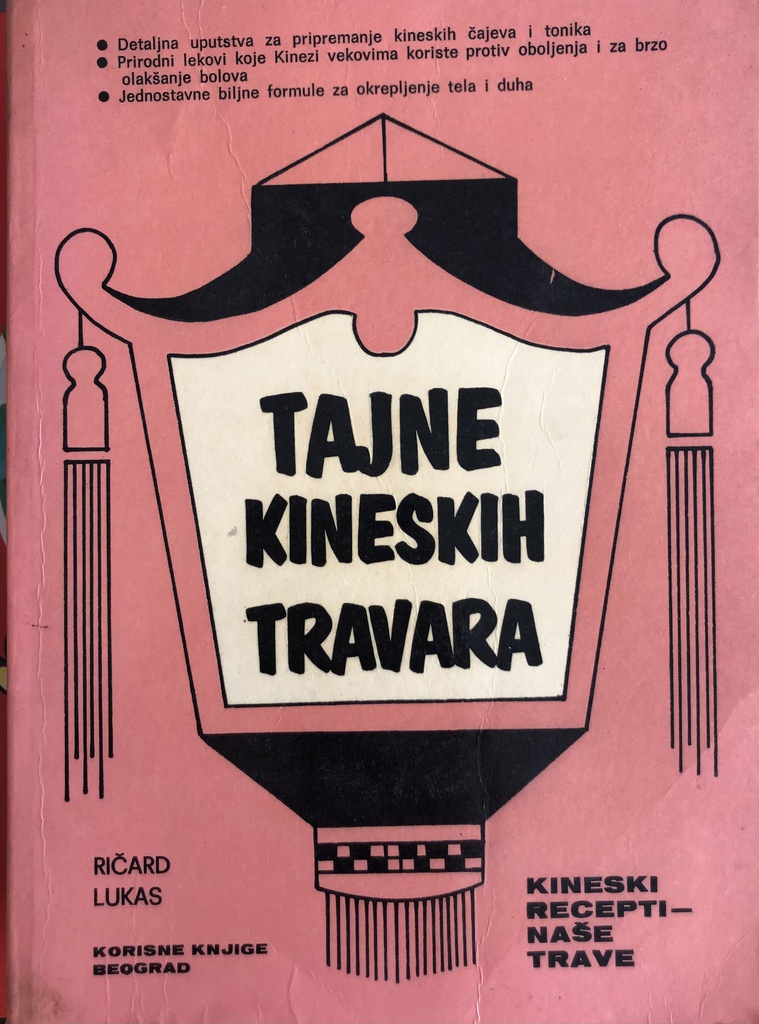 ● Detaljna uputstva za pripremanje kineskih čajeva i tonika
● Prirodni lekovi koje Kinezi vekovima koriste protiv oboljenja i za brzo
olakšanje bolova
● Jednostavne biljne formule za okrepljenje tela i duha
TAJNE
KINESKIH
TRAVARA
RIČARD
LUKAS
KORISNE KNJIGE
BEOGRAD
KINESKI
RECEPTI—
NAŠE
TRAVE